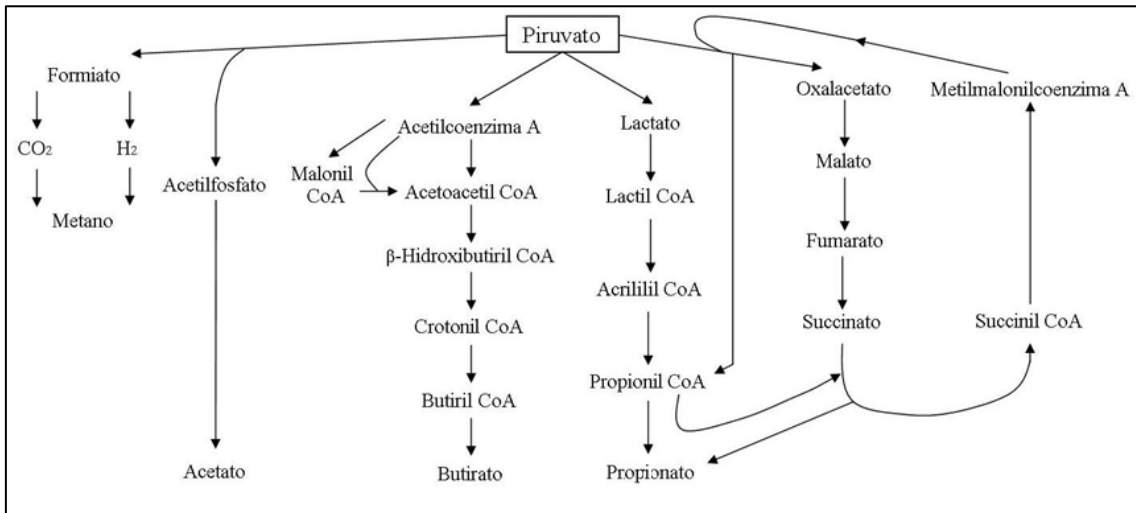 Piruvato
Formiato
Oxalacetato
Metilmalonilcoenzima A
CO2
H2
Acetilcoenzima A
Lactato
Malonil
CoA
Malato
Acetilfosfato
Acetoacetil CoA
Lactil CoA
Metano
Fumarato
β-Hidroxibutiril CoA
Acrililil CoA
Crotonil CoA
Succinato
Succinil CoA
Propionil CoA
Butiril CoA
Acetato
Butirato
Propionato